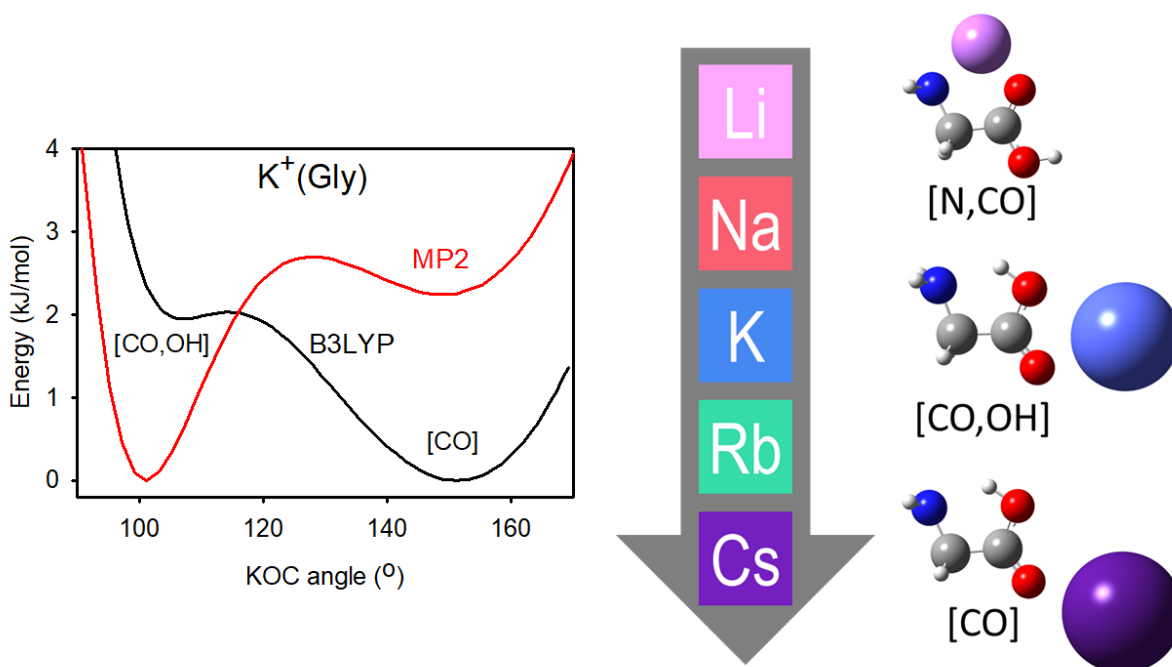 K⁺(Gly)
MP2
B3LYP
[CO,OH]
[CO]
Energy (kJ/mol)
4
3
2
1
0
100 120 140 160
KOC angle (⁰)
Li
Na
K
Rb
Cs
[N,CO]
[CO,OH]
[CO]